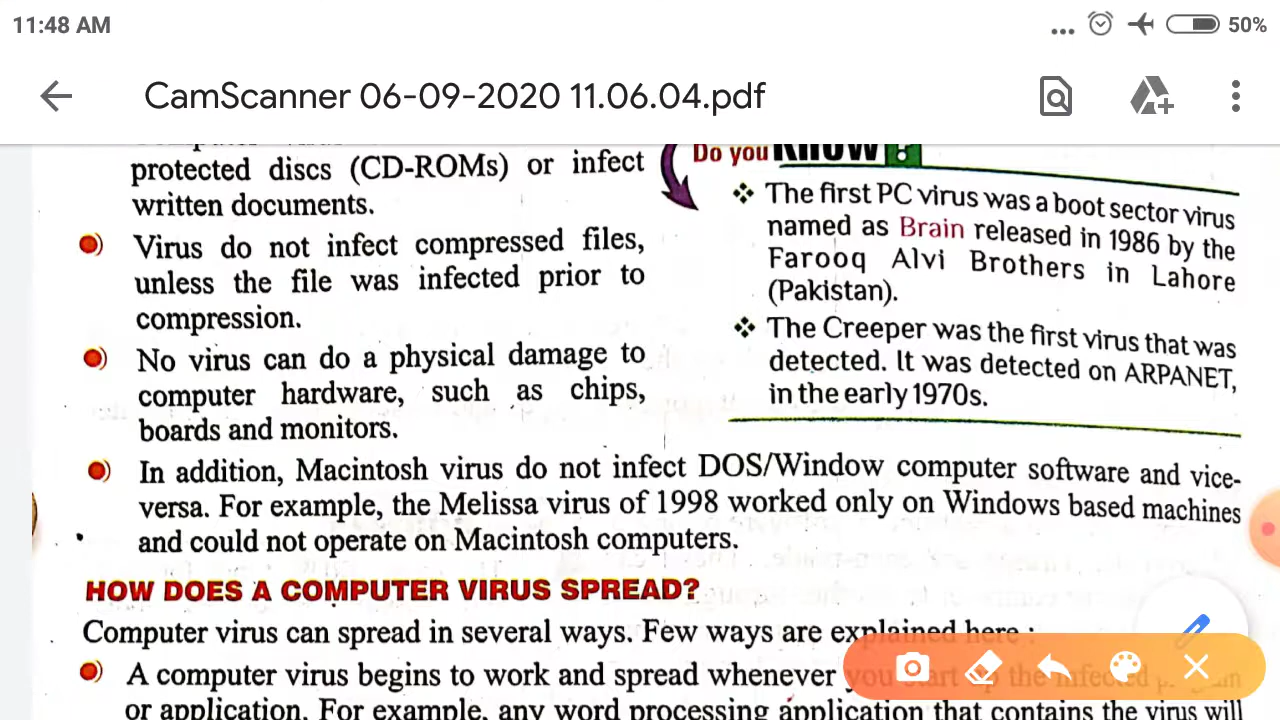 11:48 AM
... 50%
CamScanner 06-09-2020 11.06.04.pdf
protected discs (CD-ROMs) or infect
written documents.
Virus do not infect compressed files,
unless the file was infected prior to
compression.
No virus can do a physical damage to
computer hardware, such as chips,
boards and monitors.
Do you KNOW ?
The first PC virus was a boot sector virus
named as Brain released in 1986 by the
Farooq Alvi Brothers in Lahore
(Pakistan).
The Creeper was the first virus that was
detected. It was detected on ARPANET,
in the early 1970s.
In addition, Macintosh virus do not infect DOS/Window computer software and vice-
versa. For example, the Melissa virus of 1998 worked only on Windows based machines
and could not operate on Macintosh computers.
HOW DOES A COMPUTER VIRUS SPREAD?
Computer virus can spread in several ways. Few ways are explained here :
A computer virus begins to work and spread whenever you start up the infected program
or application. For example, any word processing application that contains the virus will